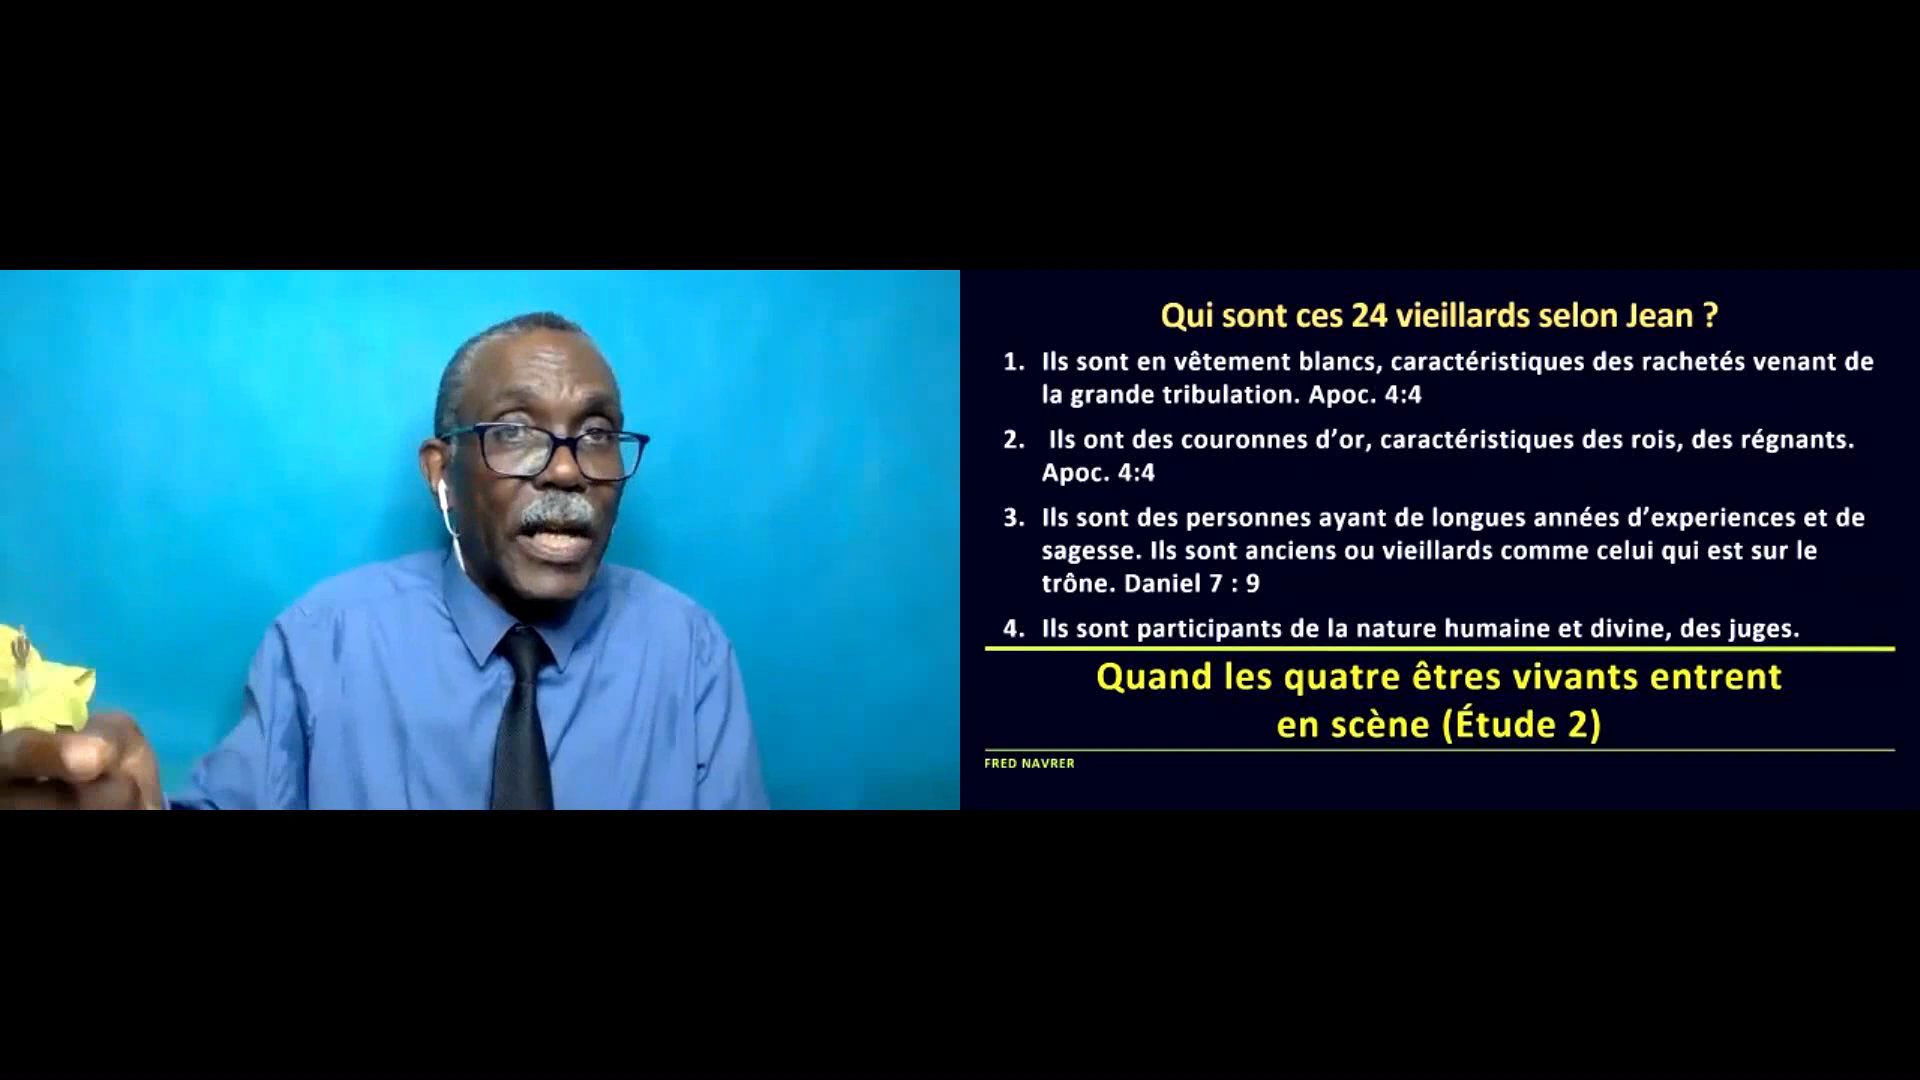 Qui sont ces 24 vieillards selon Jean ?
1. Ils sont en vêtement blancs, caractéristiques des rachetés venant de
la grande tribulation. Apoc. 4:4
2. Ils ont des couronnes d’or, caractéristiques des rois, des régnants.
Apoc. 4:4
3. Ils sont des personnes ayant de longues années d’experiences et de
sagesse. Ils sont anciens ou vieillards comme celui qui est sur le
trône. Daniel 7 : 9
4. Ils sont participants de la nature humaine et divine, des juges.
Quand les quatre êtres vivants entrent
en scène (Étude 2)
FRED NAVRER